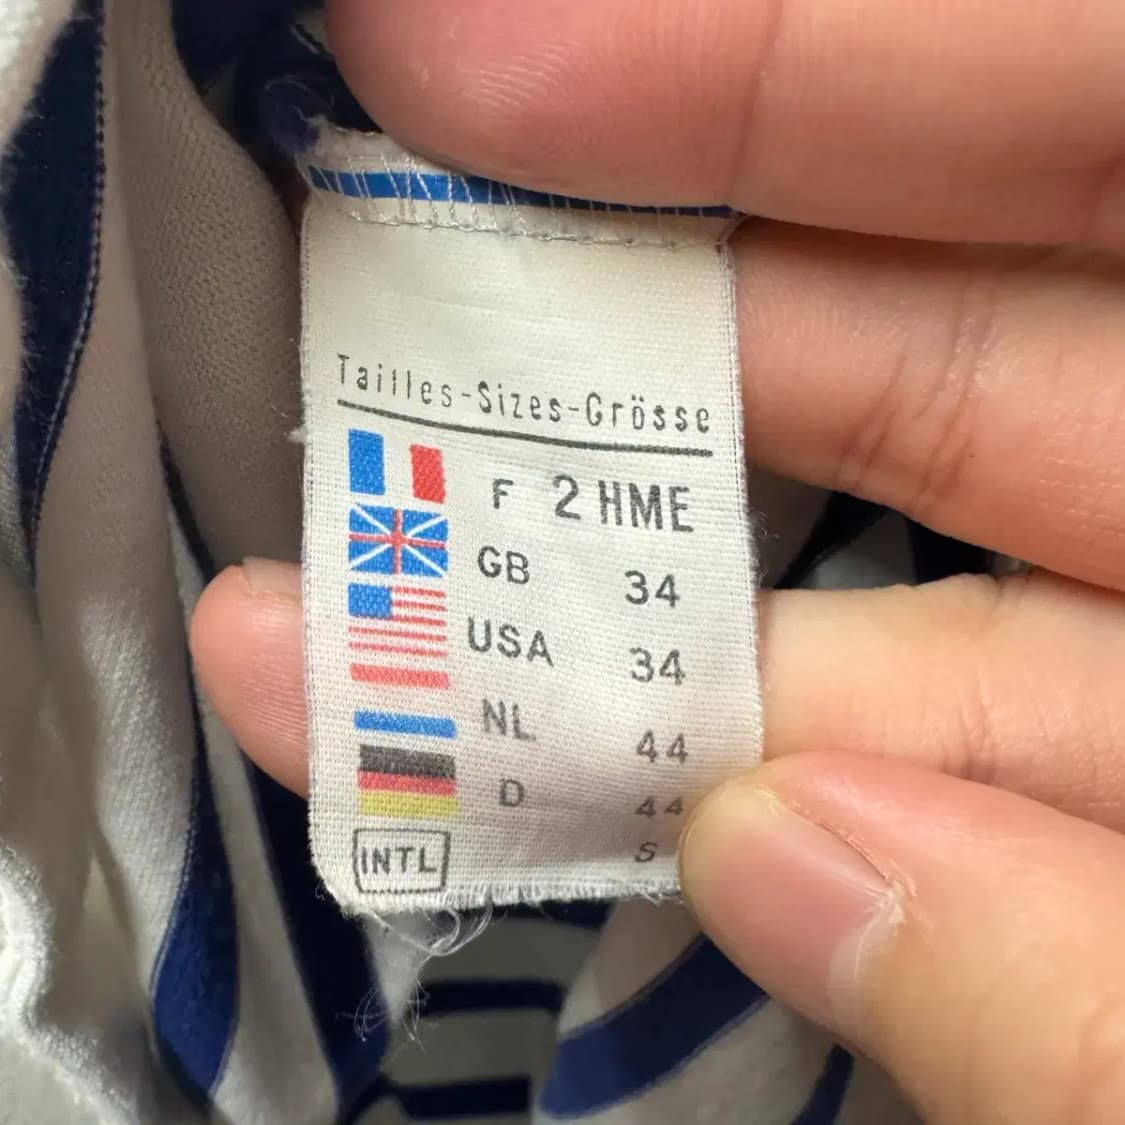 Tailles-Sizes-Grösse
F 2 HME
GB 34
USA 34
NL 44
D 44
INTL S